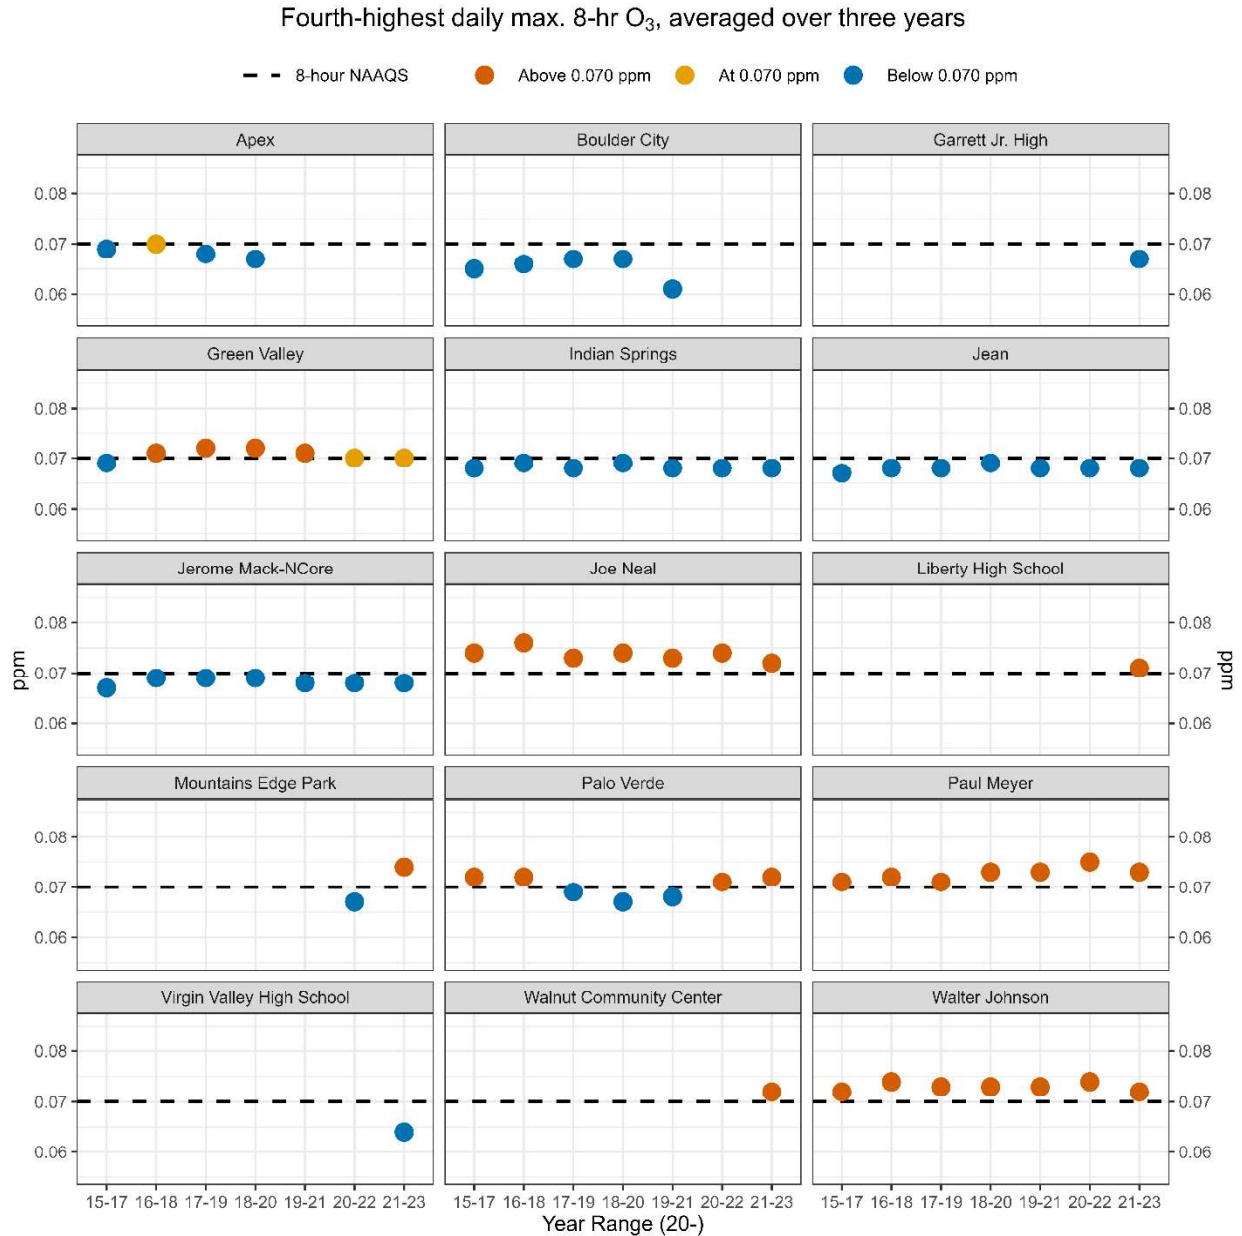 Fourth-highest daily max. 8-hr O₃, averaged over three years
8-hour NAAQS Above 0.070 ppm At 0.070 ppm Below 0.070 ppm
Apex Boulder City Garrett Jr. High
0.08 0.08
0.07 0.07
0.06 0.06
Green Valley Indian Springs Jean
0.08 0.08
0.07 0.07
0.06 0.06
Jerome Mack-NCore Joe Neal Liberty High School
0.08 0.08
0.07 0.07
0.06 0.06
ppm ppm
Mountains Edge Park Palo Verde Paul Meyer
0.08 0.08
0.07 0.07
0.06 0.06
Virgin Valley High School Walnut Community Center Walter Johnson
0.08 0.08
0.07 0.07
0.06 0.06
15-17 16-18 17-19 18-20 19-21 20-22 21-23 15-17 16-18 17-19 18-20 19-21 20-22 21-23 15-17 16-18 17-19 18-20 19-21 20-22 21-23
Year Range (20-)